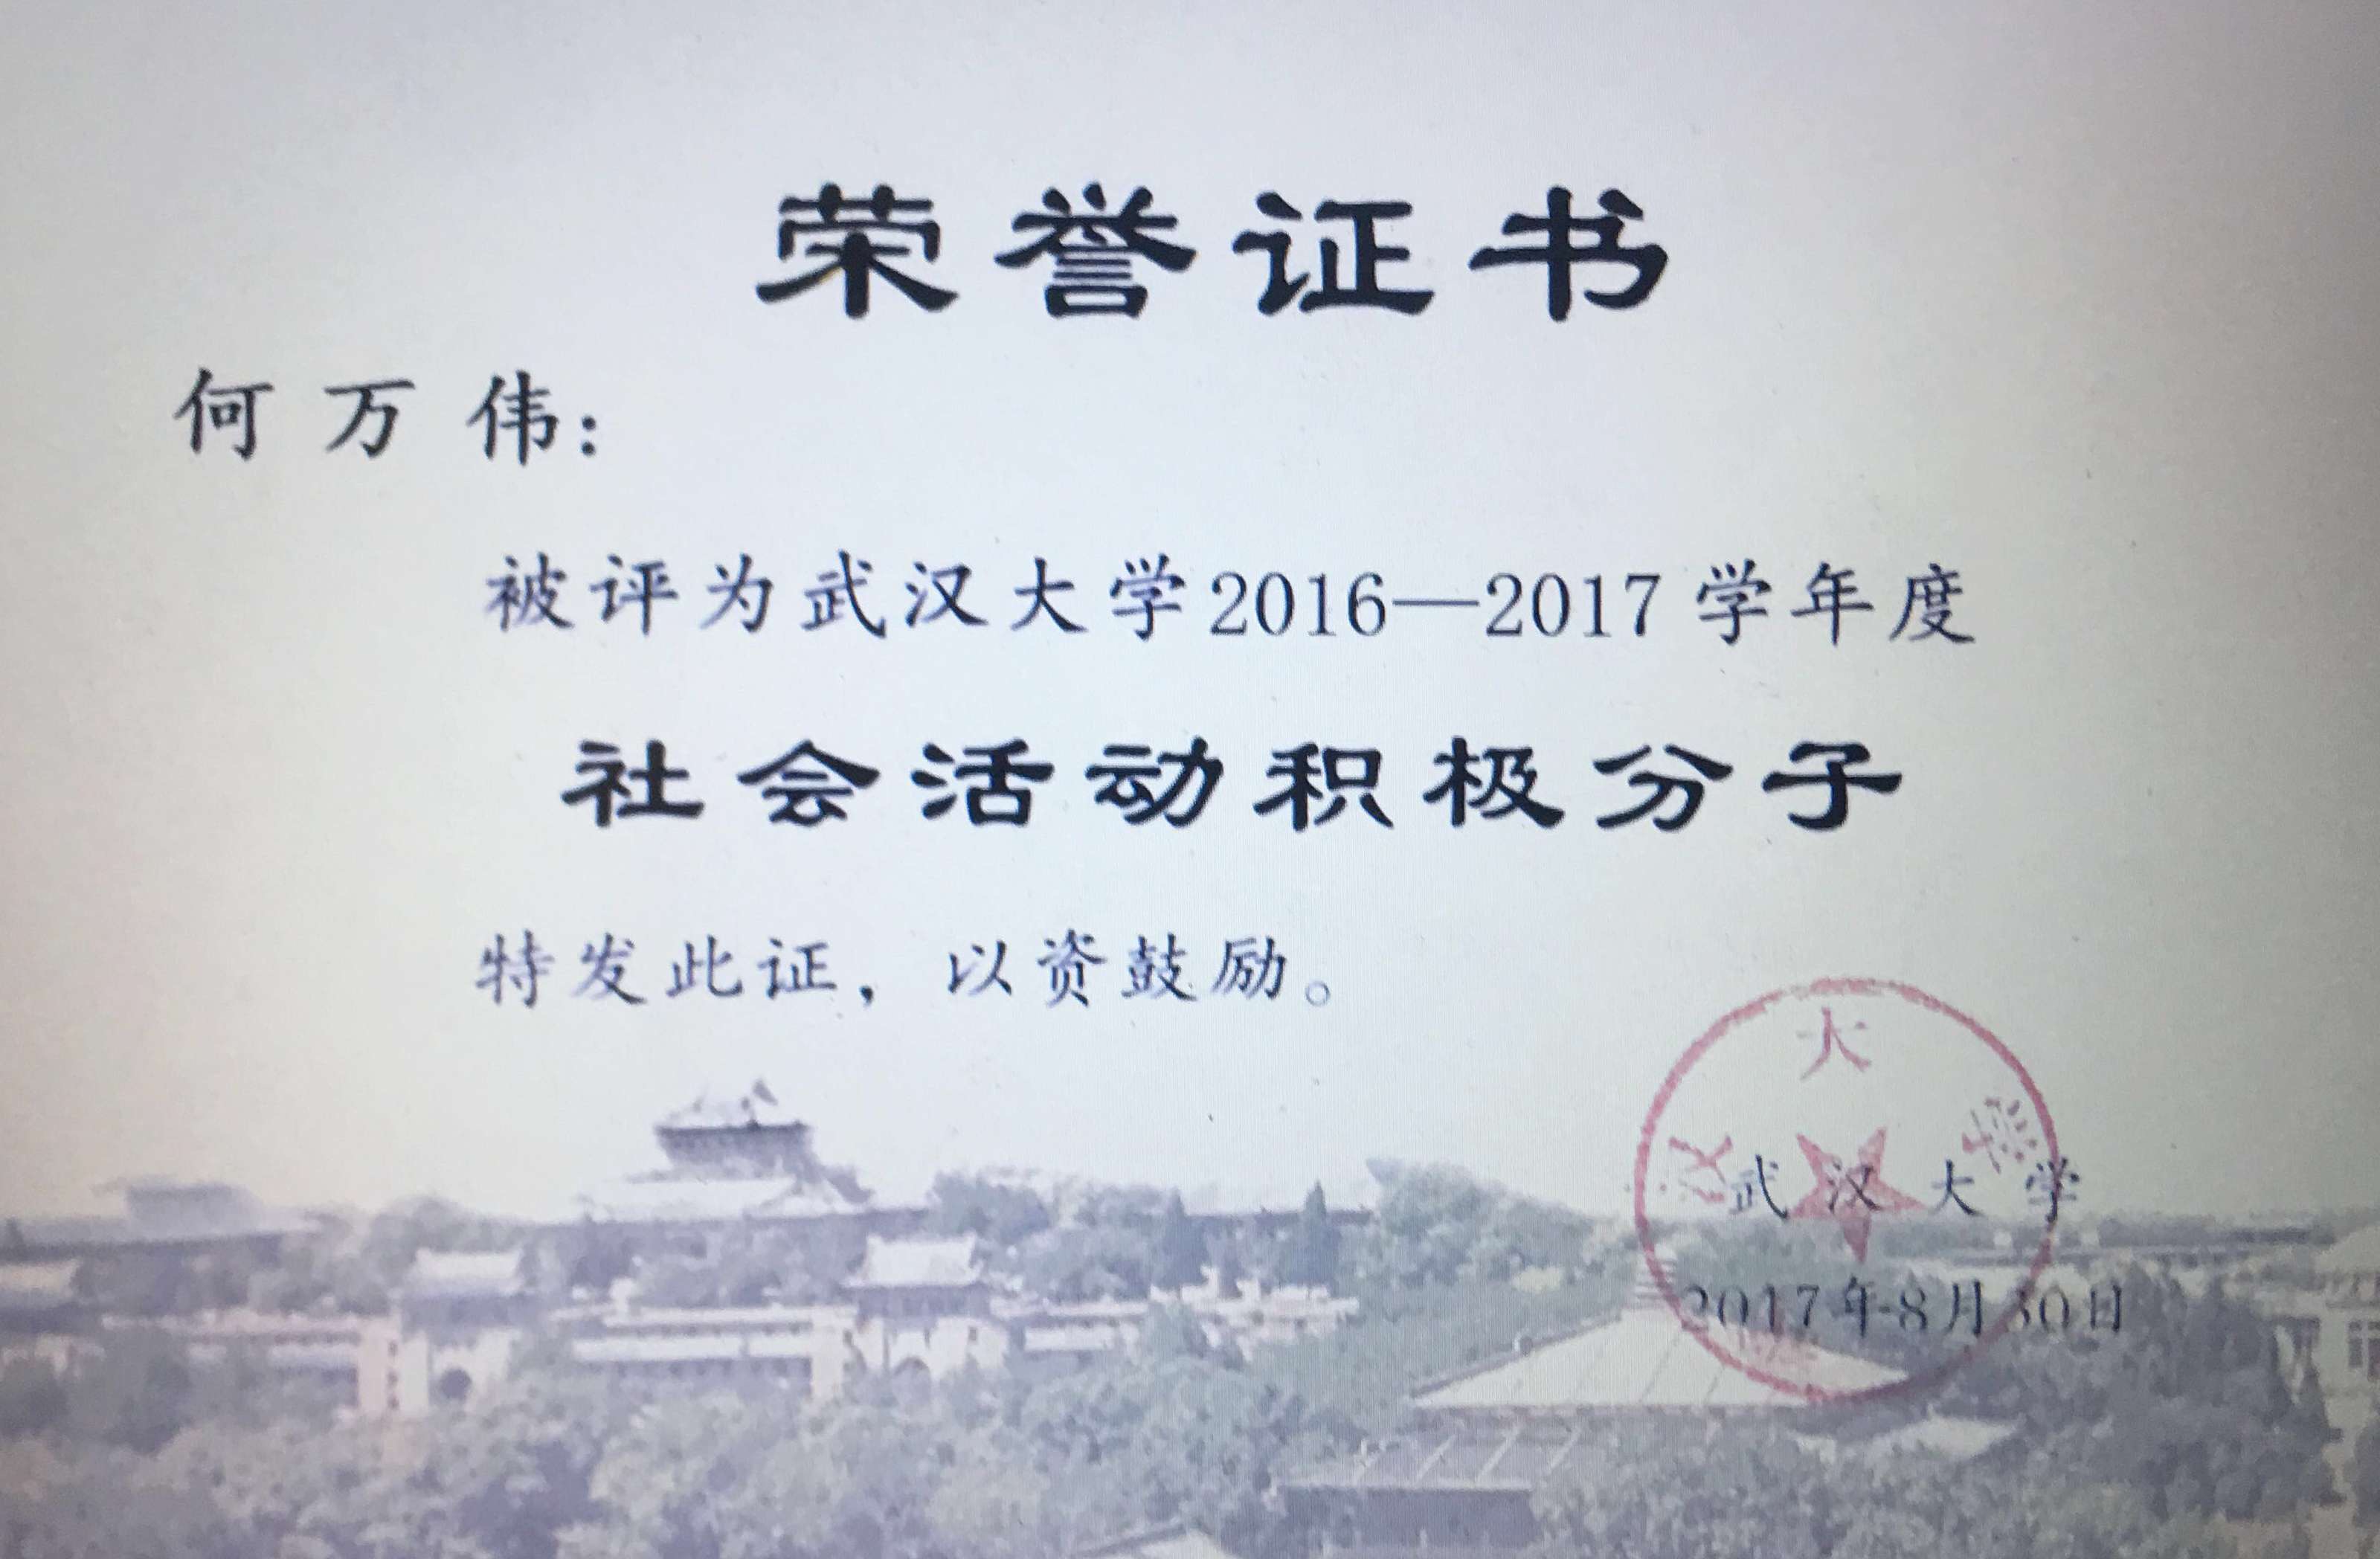 荣誉证书
何万伟：
被评为武汉大学2016—2017学年度
社会活动积极分子
特发此证，以资鼓励。
大
武汉大学
2017年8月30日